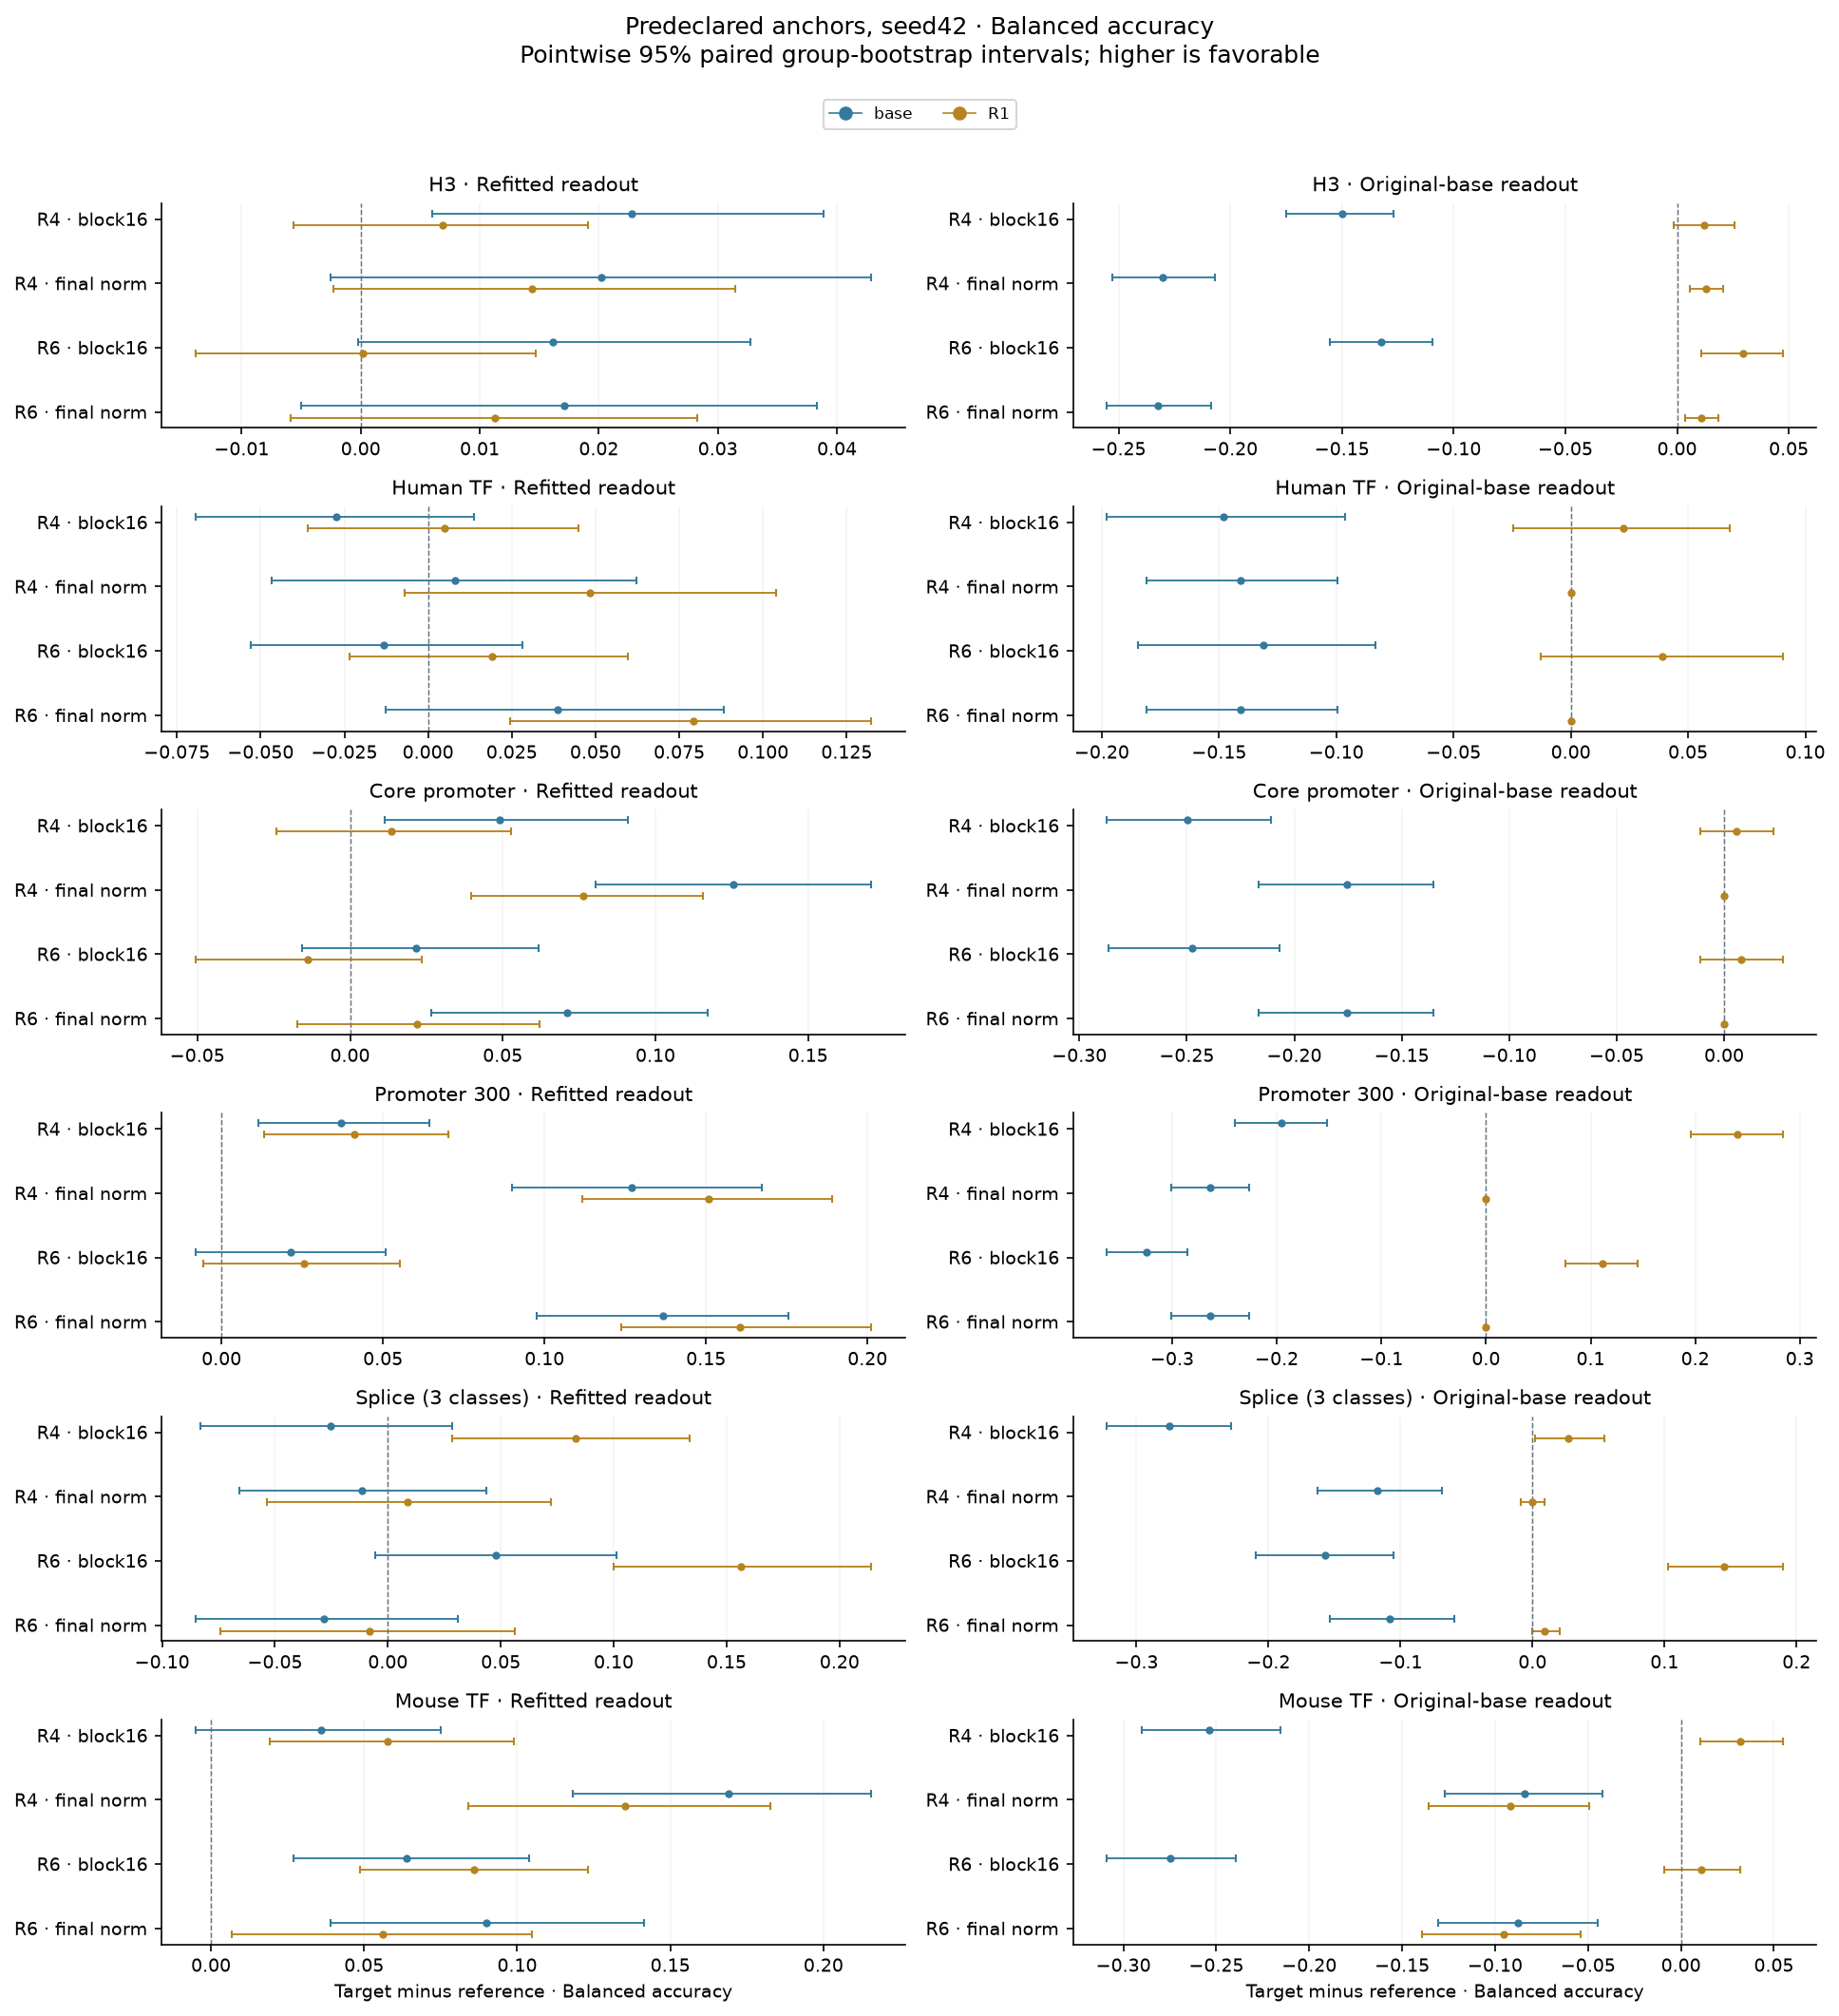 Predeclared anchors, seed42 · Balanced accuracy
Pointwise 95% paired group-bootstrap intervals; higher is favorable
base R1
H3 · Refitted readout
R4 · block16
R4 · final norm
R6 · block16
R6 · final norm
−0.01 0.00 0.01 0.02 0.03 0.04
H3 · Original-base readout
R4 · block16
R4 · final norm
R6 · block16
R6 · final norm
−0.25 −0.20 −0.15 −0.10 −0.05 0.00 0.05
Human TF · Refitted readout
R4 · block16
R4 · final norm
R6 · block16
R6 · final norm
−0.075 −0.050 −0.025 0.000 0.025 0.050 0.075 0.100 0.125
Human TF · Original-base readout
R4 · block16
R4 · final norm
R6 · block16
R6 · final norm
−0.20 −0.15 −0.10 −0.05 0.00 0.05 0.10
Core promoter · Refitted readout
R4 · block16
R4 · final norm
R6 · block16
R6 · final norm
−0.05 0.00 0.05 0.10 0.15
Core promoter · Original-base readout
R4 · block16
R4 · final norm
R6 · block16
R6 · final norm
−0.30 −0.25 −0.20 −0.15 −0.10 −0.05 0.00
Promoter 300 · Refitted readout
R4 · block16
R4 · final norm
R6 · block16
R6 · final norm
0.00 0.05 0.10 0.15 0.20
Promoter 300 · Original-base readout
R4 · block16
R4 · final norm
R6 · block16
R6 · final norm
−0.3 −0.2 −0.1 0.0 0.1 0.2 0.3
Splice (3 classes) · Refitted readout
R4 · block16
R4 · final norm
R6 · block16
R6 · final norm
−0.10 −0.05 0.00 0.05 0.10 0.15 0.20
Splice (3 classes) · Original-base readout
R4 · block16
R4 · final norm
R6 · block16
R6 · final norm
−0.3 −0.2 −0.1 0.0 0.1 0.2
Mouse TF · Refitted readout
R4 · block16
R4 · final norm
R6 · block16
R6 · final norm
0.00 0.05 0.10 0.15 0.20
Target minus reference · Balanced accuracy
Mouse TF · Original-base readout
R4 · block16
R4 · final norm
R6 · block16
R6 · final norm
−0.30 −0.25 −0.20 −0.15 −0.10 −0.05 0.00 0.05
Target minus reference · Balanced accuracy